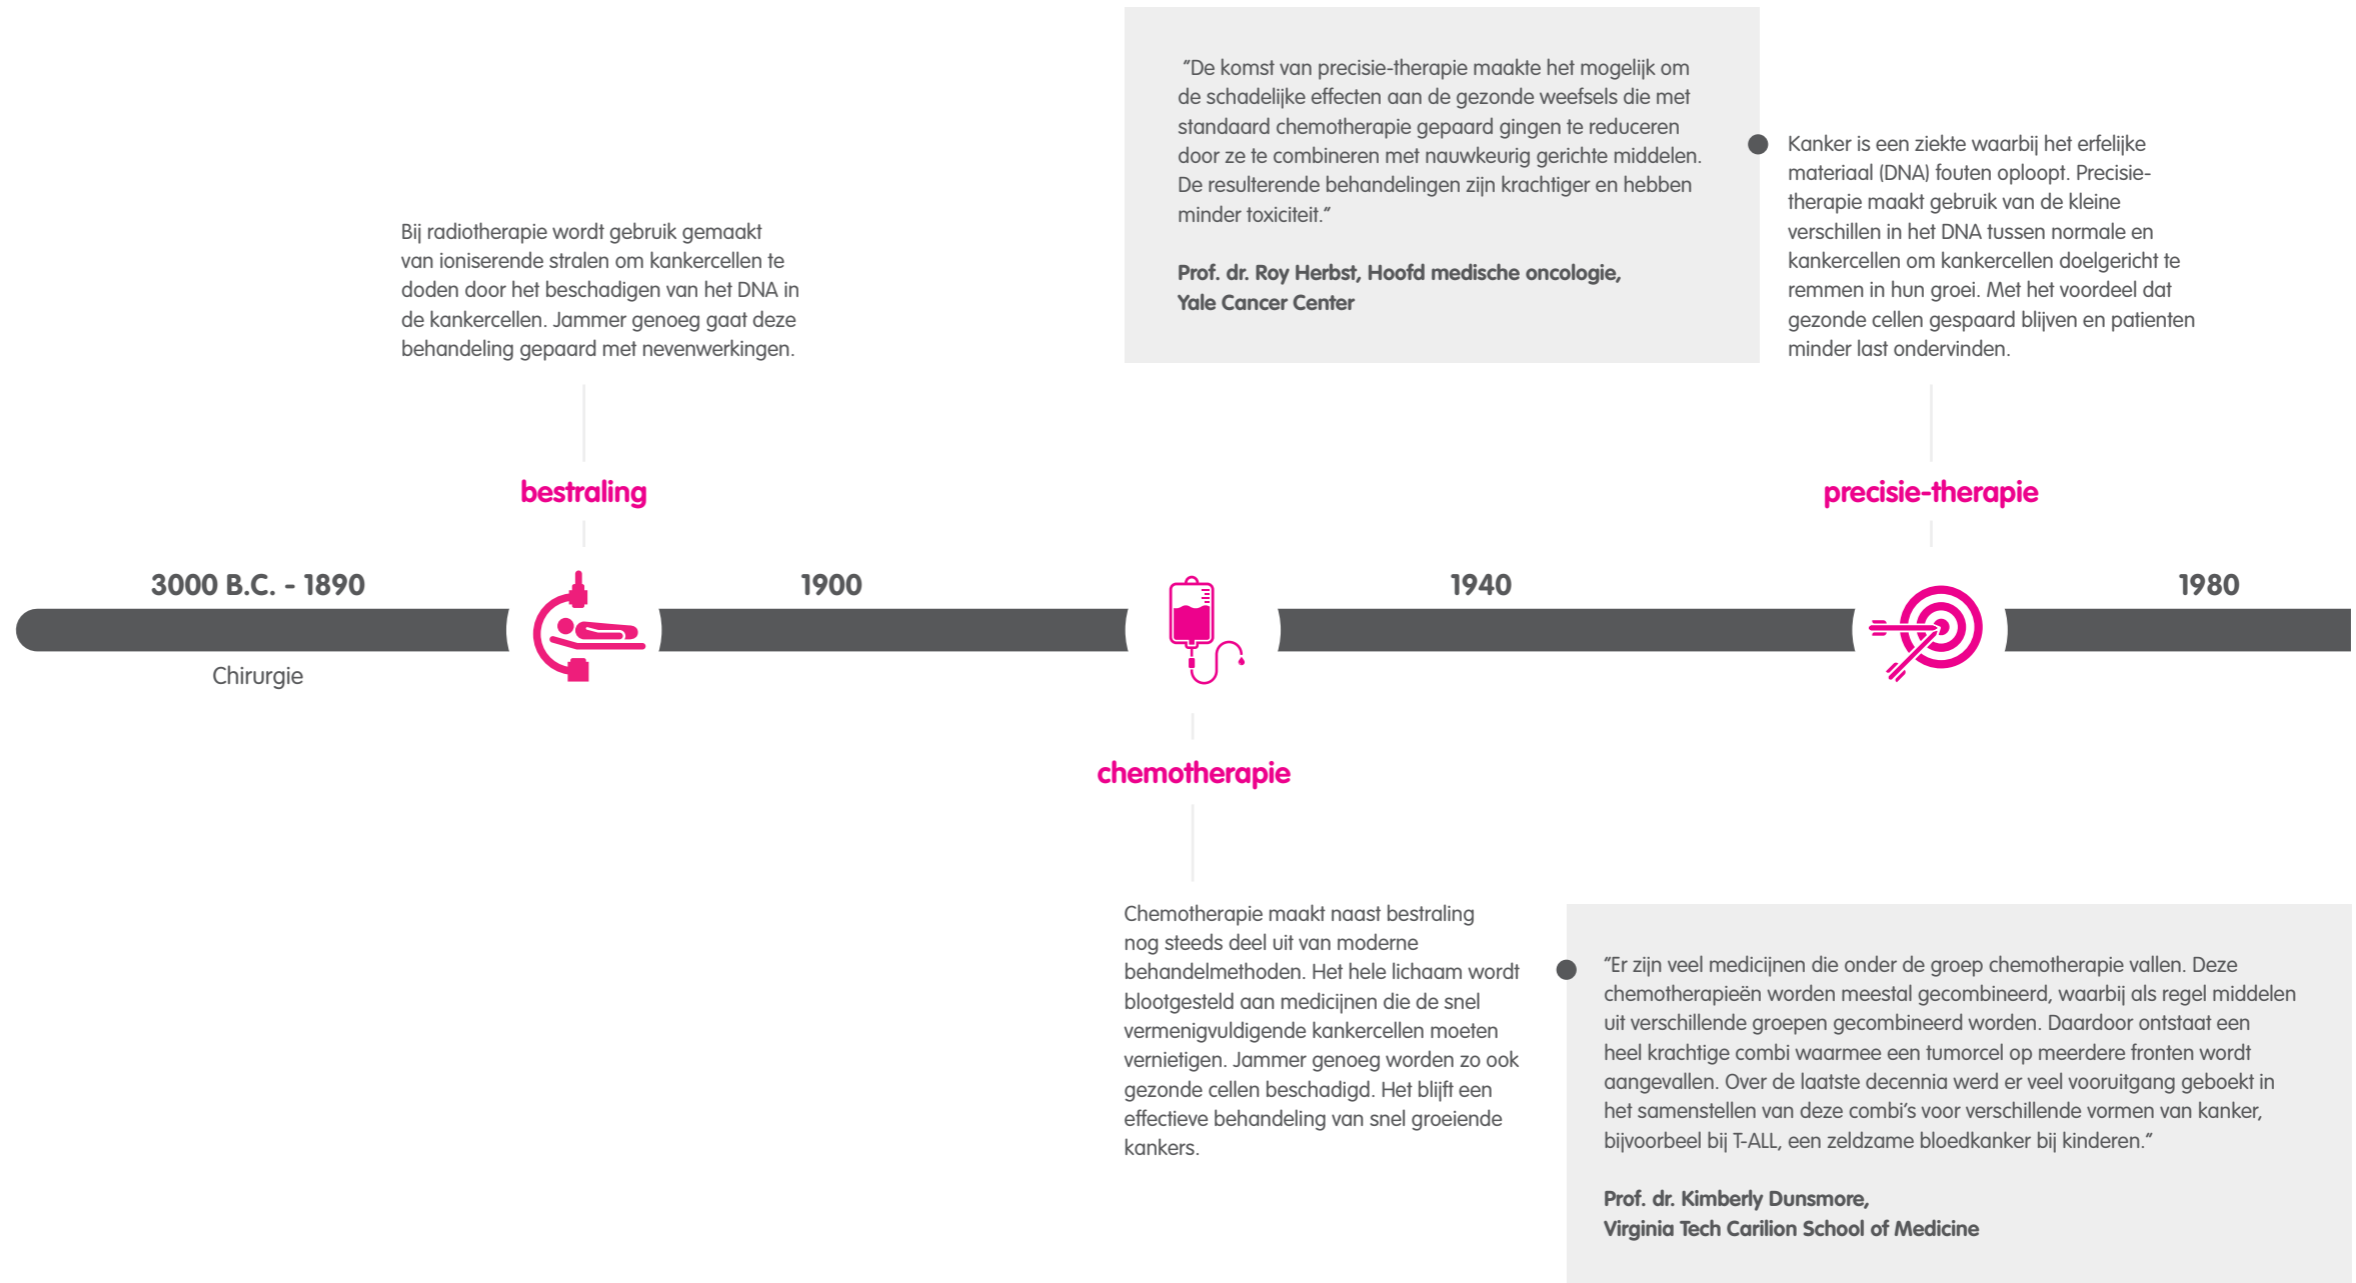 “De komst van precisie-therapie maakte het mogelijk om
de schadelijke effecten aan de gezonde weefsels die met
standaard chemotherapie gepaard gingen te reduceren
door ze te combineren met nauwkeurig gerichte middelen.
De resulterende behandelingen zijn krachtiger en hebben
minder toxiciteit.”
Prof. dr. Roy Herbst, Hoofd medische oncologie,
Yale Cancer Center
Kanker is een ziekte waarbij het erfelijke
materiaal (DNA) fouten oploopt. Precisie-
therapie maakt gebruik van de kleine
verschillen in het DNA tussen normale en
kankercellen om kankercellen doelgericht te
remmen in hun groei. Met het voordeel dat
gezonde cellen gespaard blijven en patienten
minder last ondervinden.
Bij radiotherapie wordt gebruik gemaakt
van ioniserende stralen om kankercellen te
doden door het beschadigen van het DNA in
de kankercellen. Jammer genoeg gaat deze
behandeling gepaard met nevenwerkingen.
bestraling
precisie-therapie
3000 B.C. - 1890
1900
1940
1980
Chirurgie
chemotherapie
Chemotherapie maakt naast bestraling
nog steeds deel uit van moderne
behandelmethoden. Het hele lichaam wordt
blootgesteld aan medicijnen die de snel
vermenigvuldigende kankercellen moeten
vernietigen. Jammer genoeg worden zo ook
gezonde cellen beschadigd. Het blijft een
effectieve behandeling van snel groeiende
kankers.
“Er zijn veel medicijnen die onder de groep chemotherapie vallen. Deze
chemotherapieën worden meestal gecombineerd, waarbij als regel middelen
uit verschillende groepen gecombineerd worden. Daardoor ontstaat een
heel krachtige combi waarmee een tumorcel op meerdere fronten wordt
aangevallen. Over de laatste decennia werd er veel vooruitgang geboekt in
het samenstellen van deze combi’s voor verschillende vormen van kanker,
bijvoorbeel bij T-ALL, een zeldzame bloedkanker bij kinderen.”
Prof. dr. Kimberly Dunsmore,
Virginia Tech Carilion School of Medicine